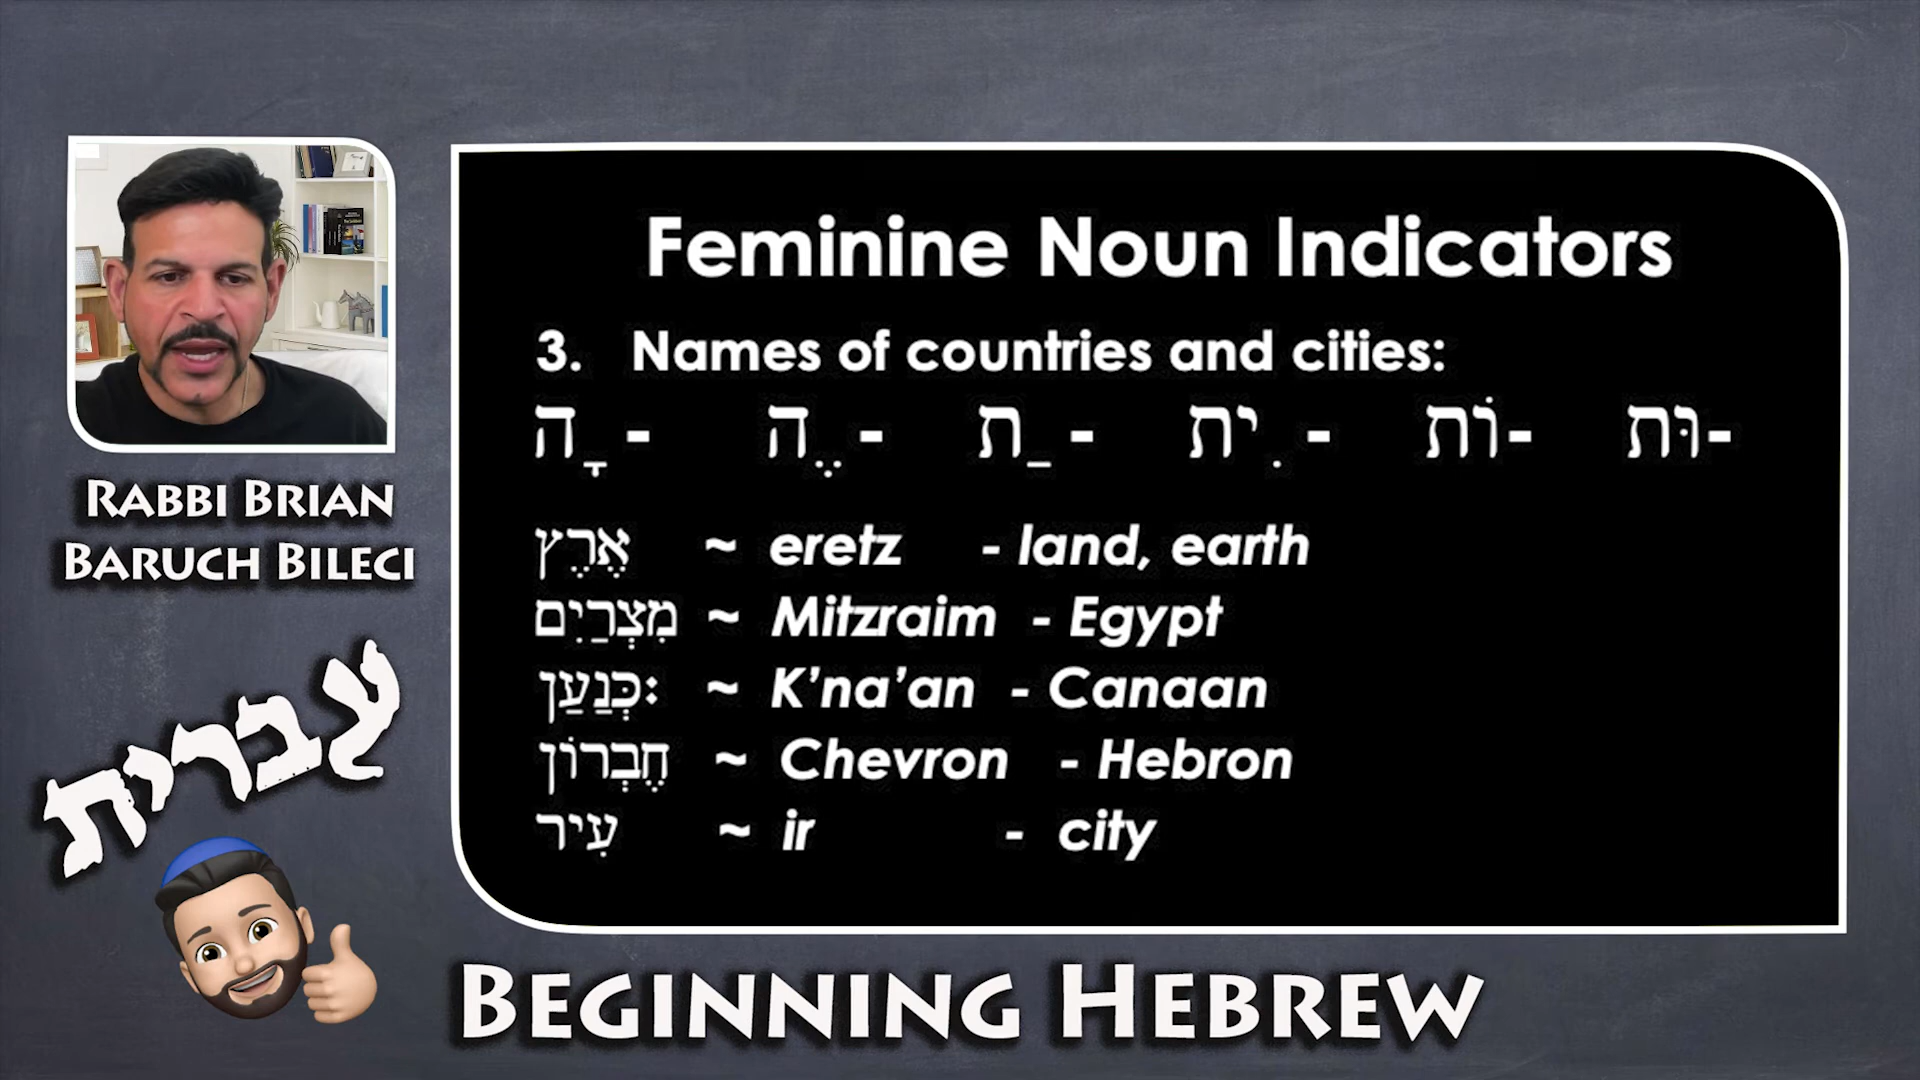 Feminine Noun Indicators
3. Names of countries and cities:
-ָה -ֶה -ַת -ִית -וֹת -וּת
אֶרֶץ ~ eretz - land, earth
מִצְרַיִם ~ Mitzraim - Egypt
כְּנַעַן: ~ K’na’an - Canaan
חֶבְרוֹן ~ Chevron - Hebron
עִיר ~ ir - city
RABBI BRIAN
BARUCH BILECI
עברית
BEGINNING HEBREW